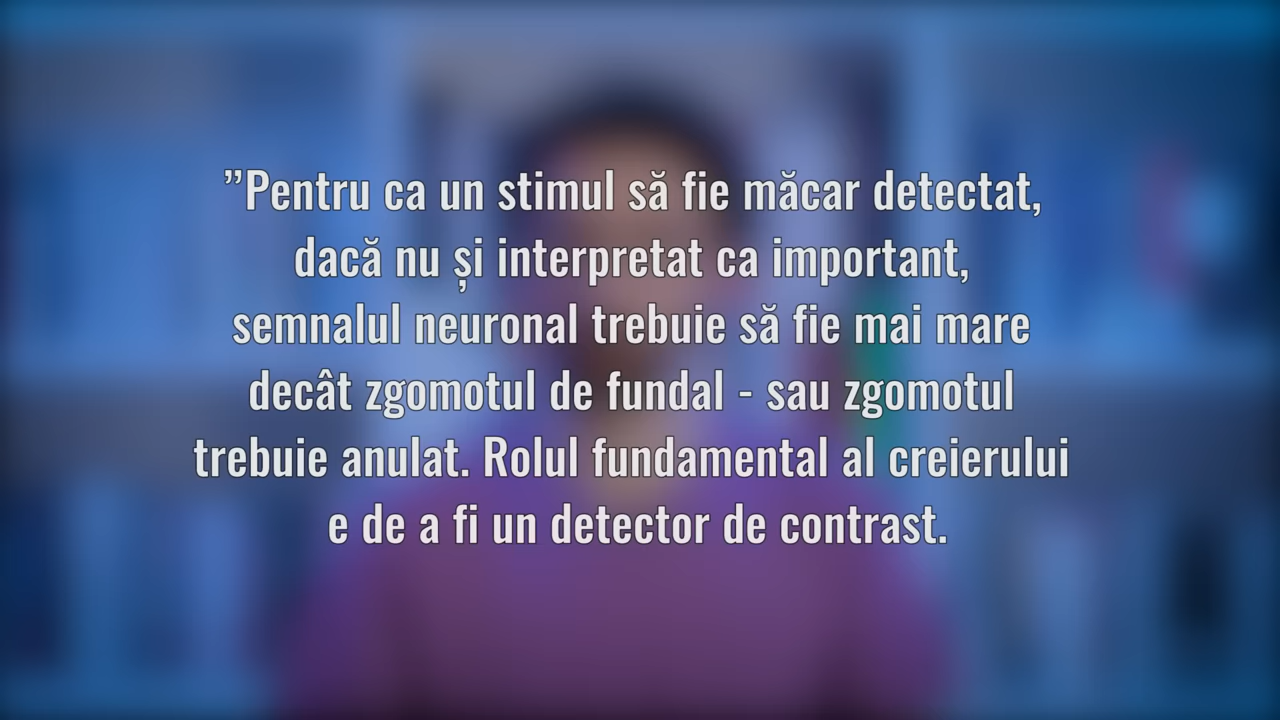 ”Pentru ca un stimul să fie măcar detectat,
dacă nu și interpretat ca important,
semnalul neuronal trebuie să fie mai mare
decât zgomotul de fundal - sau zgomotul
trebuie anulat. Rolul fundamental al creierului
e de a fi un detector de contrast.